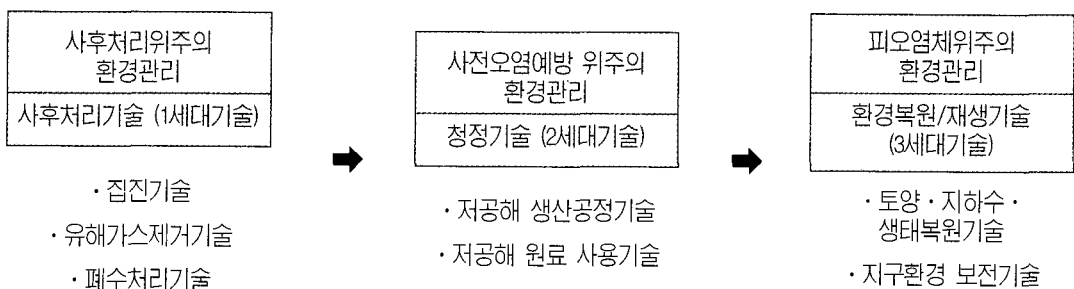 사후처리위주의
환경관리
사후처리기술 (1세대기술)
· 집진기술
· 유해가스제거기술
· 폐수처리기술
사전오염예방 위주의
환경관리
청정기술 (2세대기술)
· 저공해 생산공정기술
· 저공해 원료 사용기술
피오염체위주의
환경관리
환경복원/재생기술
(3세대기술)
· 토양 · 지하수 ·
생태복원기술
· 지구환경 보전기술